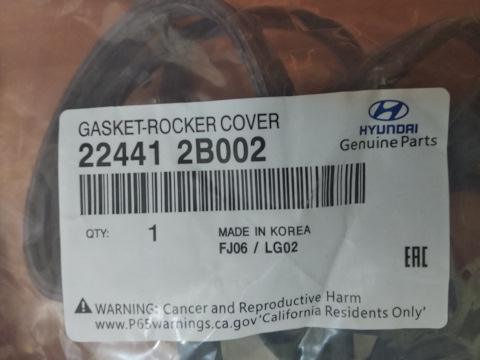 GASKET-ROCKER COVER
22441 2B002
HYUNDAI
Genuine Parts
QTY: 1
MADE IN KOREA
FJ06 / LG02
EAC
WARNING: Cancer and Reproductive Harm
www.P65warnings.ca.gov 'California Residents Only'